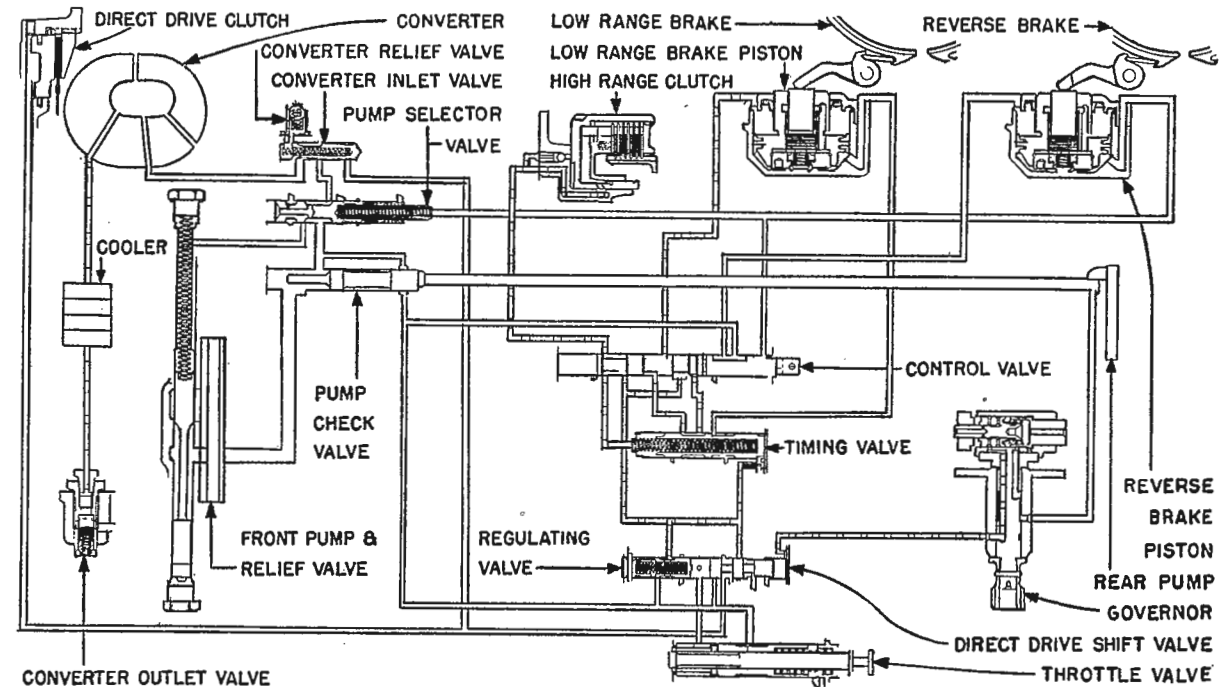 DIRECT DRIVE CLUTCH
CONVERTER
CONVERTER RELIEF VALVE
CONVERTER INLET VALVE
PUMP SELECTOR
VALVE
LOW RANGE BRAKE
LOW RANGE BRAKE PISTON
HIGH RANGE CLUTCH
REVERSE BRAKE
COOLER
PUMP
CHECK
VALVE
CONTROL VALVE
TIMING VALVE
FRONT PUMP &
RELIEF VALVE
REGULATING
VALVE
REVERSE
BRAKE
PISTON
REAR PUMP
GOVERNOR
DIRECT DRIVE SHIFT VALVE
THROTTLE VALVE
CONVERTER OUTLET VALVE